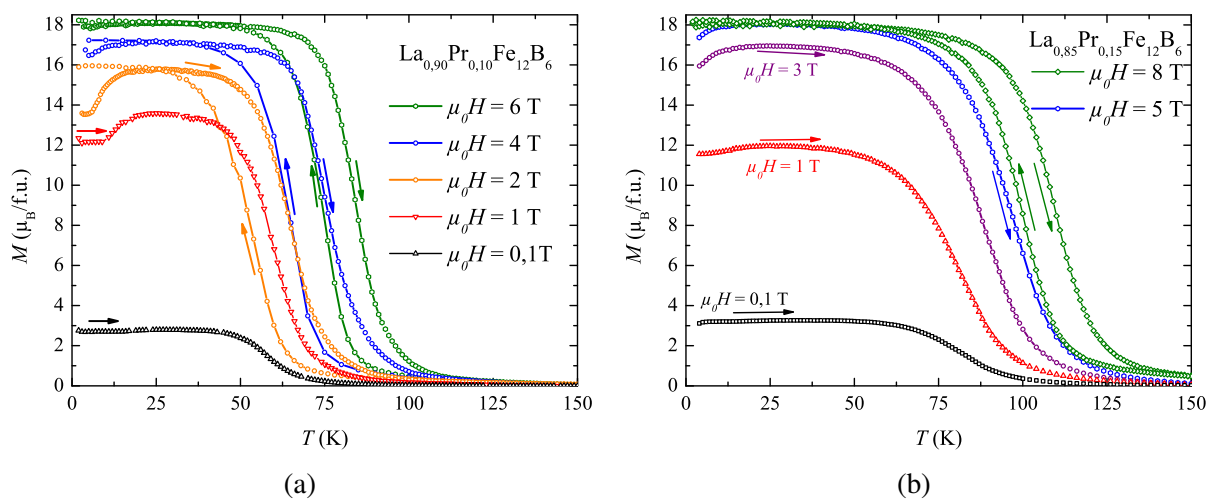 La0,90Pr0,10Fe12B6
μ0H = 6 T
μ0H = 4 T
μ0H = 2 T
μ0H = 1 T
μ0H = 0,1T
M (μB/f.u.)
18
16
14
12
10
8
6
4
2
0
0 25 50 75 100 125 150
T (K)
(a)
La0,85Pr0,15Fe12B6
μ0H = 8 T
μ0H = 5 T
μ0H = 3 T
μ0H = 1 T
μ0H = 0,1 T
M (μB/f.u.)
18
16
14
12
10
8
6
4
2
0
0 25 50 75 100 125 150
T (K)
(b)